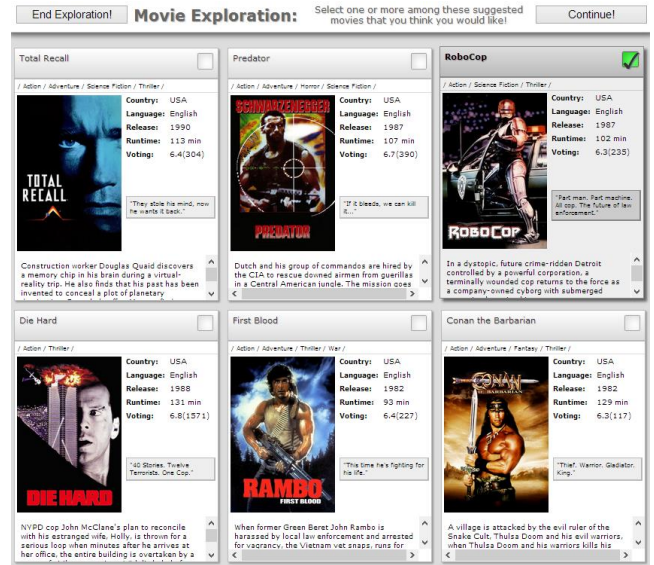 End Exploration!
Movie Exploration:
Select one or more among these suggested
movies that you think you would like!
Continue!
Total Recall
/ Action / Adventure / Science Fiction / Thriller /
TOTAL
RECALL
Country: USA
Language: English
Release: 1990
Runtime: 113 min
Voting: 6.4(304)
"They stole his mind, now
he wants it back."
Construction worker Douglas Quaid discovers
a memory chip in his brain during a virtual-
reality trip. He also finds that his past has been
invented to conceal a plot of planetary
Predator
/ Action / Adventure / Horror / Science Fiction /
SCHWARZENEGGER
PREDATOR
Country: USA
Language: English
Release: 1987
Runtime: 107 min
Voting: 6.7(390)
"If it bleeds, we can kill
it..."
Dutch and his group of commandos are hired by
the CIA to rescue downed airmen from guerillas
in a Central American jungle. The mission goes
RoboCop
/ Action / Science Fiction / Thriller /
ROBOCOP
Country: USA
Language: English
Release: 1987
Runtime: 102 min
Voting: 6.3(235)
"Part man. Part machine.
All cop. The future of law
enforcement."
In a dystopic, future crime-ridden Detroit
controlled by a powerful corporation, a
terminally wounded cop returns to the force as
a company-owned cyborg with submerged
Die Hard
/ Action / Thriller /
DIE HARD
Country: USA
Language: English
Release: 1988
Runtime: 131 min
Voting: 6.8(1571)
"40 Stories. Twelve
Terrorists. One Cop."
NYPD cop John McClane's plan to reconcile
with his estranged wife, Holly, is thrown for a
serious loop when minutes after he arrives at
her office, the entire building is overtaken by a
First Blood
/ Action / Adventure / Thriller / War /
RAMBO
FIRST BLOOD
Country: USA
Language: English
Release: 1982
Runtime: 93 min
Voting: 6.4(227)
"This time he's fighting for
his life."
When former Green Beret John Rambo is
harassed by local law enforcement and arrested
for vagrancy, the Vietnam vet snaps, runs for
Conan the Barbarian
/ Action / Adventure / Fantasy / Thriller /
CONAN
THE BARBARIAN
Country: USA
Language: English
Release: 1982
Runtime: 129 min
Voting: 6.3(117)
"Thief. Warrior. Gladiator.
King."
A village is attacked by the evil ruler of the
Snake Cult, Thulsa Doom and his evil warriors,
when Thulsa Doom and his warriors kills his